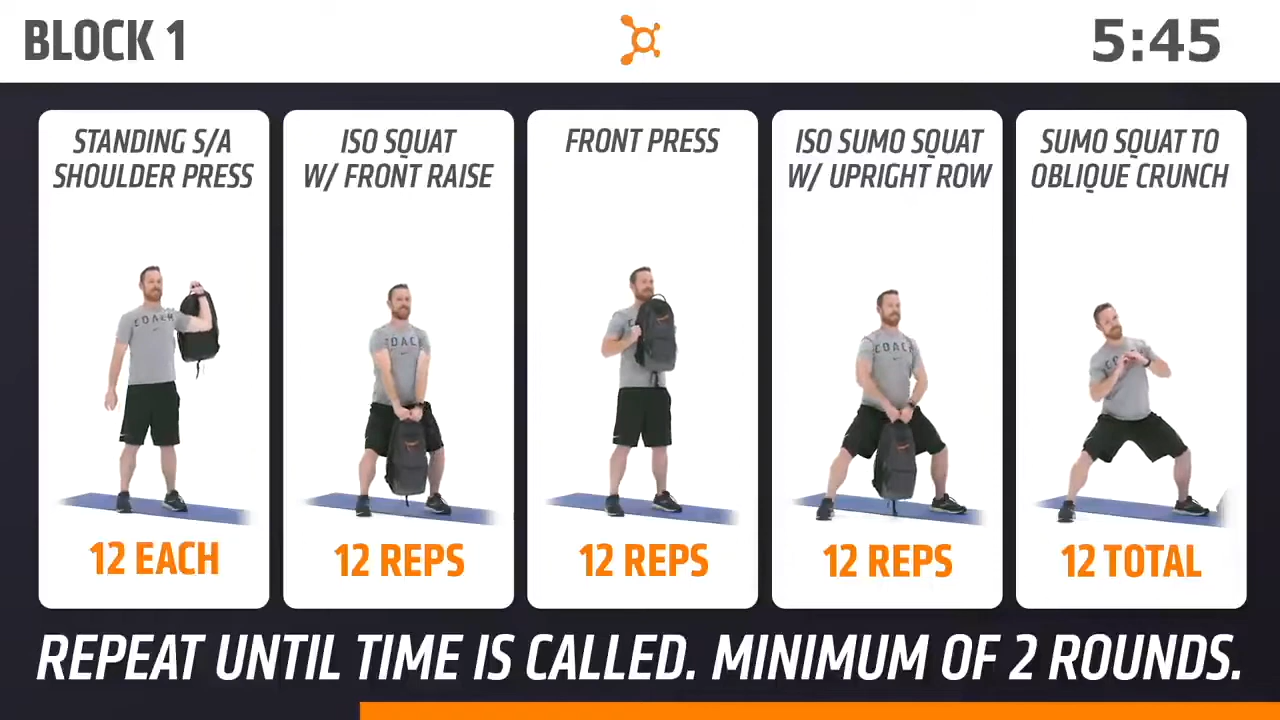 BLOCK 1
5:45
STANDING S/A
SHOULDER PRESS
12 EACH
ISO SQUAT
W/ FRONT RAISE
12 REPS
FRONT PRESS
12 REPS
ISO SUMO SQUAT
W/ UPRIGHT ROW
12 REPS
SUMO SQUAT TO
OBLIQUE CRUNCH
12 TOTAL
COACH
COACH
REPEAT UNTIL TIME IS CALLED. MINIMUM OF 2 ROUNDS.